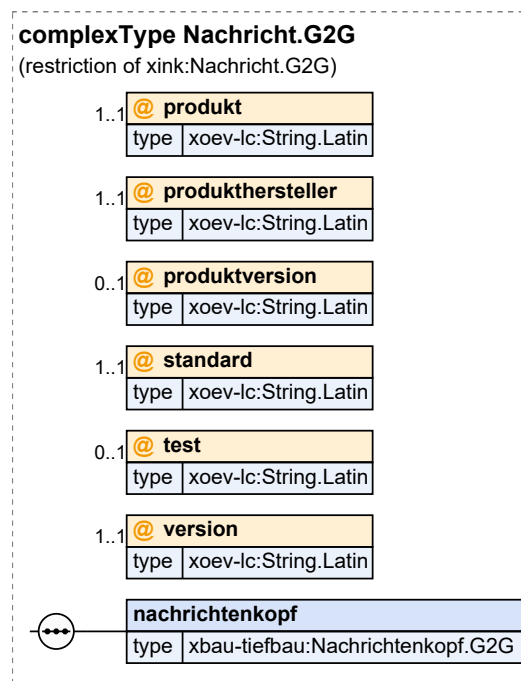 complexType Nachricht.G2G
(restriction of xink:Nachricht.G2G)
1..1 @ produkt
type xoev-lc:String.Latin
1..1 @ produkthersteller
type xoev-lc:String.Latin
0..1 @ produktversion
type xoev-lc:String.Latin
1..1 @ standard
type xoev-lc:String.Latin
0..1 @ test
type xoev-lc:String.Latin
1..1 @ version
type xoev-lc:String.Latin
nachrichtenkopf
type xbau-tiefbau:Nachrichtenkopf.G2G